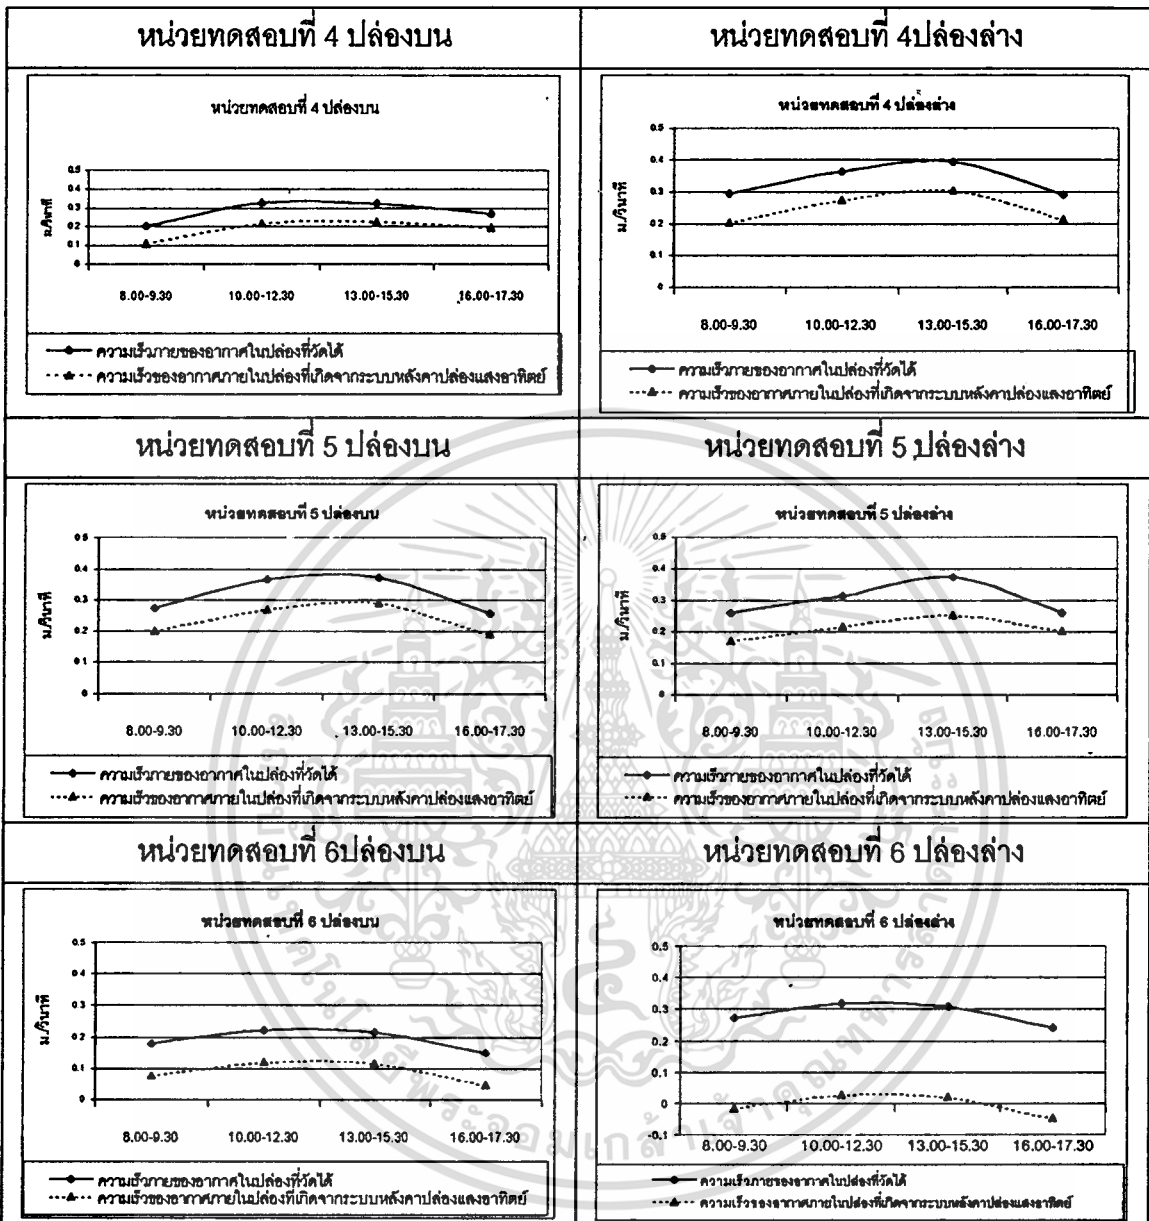 หน่วยทดสอบที่ 4 ปล่องบน
หน่วยทดสอบที่ 4ปล่องล่าง
หน่วยทดสอบที่ 4 ปล่องบน
ม./วินาที
0.5
0.4
0.3
0.2
0.1
0
8.00-9.30 10.00-12.30 13.00-15.30 16.00-17.30
ความเร็วภายของอากาศในปล่องที่วัดได้
ความเร็วของอากาศภายในปล่องที่เกิดจากระบบหลังคาปล่องแสงอาทิตย์
หน่วยทดสอบที่ 4 ปล่องล่าง
ม./วินาที
0.5
0.4
0.3
0.2
0.1
0
8.00-9.30 10.00-12.30 13.00-15.30 16.00-17.30
ความเร็วภายของอากาศในปล่องที่วัดได้
ความเร็วของอากาศภายในปล่องที่เกิดจากระบบหลังคาปล่องแสงอาทิตย์
หน่วยทดสอบที่ 5 ปล่องบน
หน่วยทดสอบที่ 5 ปล่องล่าง
หน่วยทดสอบที่ 5 ปล่องบน
ม./วินาที
0.5
0.4
0.3
0.2
0.1
0
8.00-9.30 10.00-12.30 13.00-15.30 16.00-17.30
ความเร็วภายของอากาศในปล่องที่วัดได้
ความเร็วของอากาศภายในปล่องที่เกิดจากระบบหลังคาปล่องแสงอาทิตย์
หน่วยทดสอบที่ 5 ปล่องล่าง
ม./วินาที
0.5
0.4
0.3
0.2
0.1
0
8.00-9.30 10.00-12.30 13.00-15.30 16.00-17.30
ความเร็วภายของอากาศในปล่องที่วัดได้
ความเร็วของอากาศภายในปล่องที่เกิดจากระบบหลังคาปล่องแสงอาทิตย์
หน่วยทดสอบที่ 6ปล่องบน
หน่วยทดสอบที่ 6 ปล่องล่าง
หน่วยทดสอบที่ 6 ปล่องบน
ม./วินาที
0.5
0.4
0.3
0.2
0.1
0
8.00-9.30 10.00-12.30 13.00-15.30 16.00-17.30
ความเร็วภายของอากาศในปล่องที่วัดได้
ความเร็วของอากาศภายในปล่องที่เกิดจากระบบหลังคาปล่องแสงอาทิตย์
หน่วยทดสอบที่ 6 ปล่องล่าง
0.5
0.4
0.3
0.2
0.1
0
-0.1
8.00-9.30 10.00-12.30 13.00-15.30 16.00-17.30
ความเร็วภายของอากาศในปล่องที่วัดได้
ความเร็วของอากาศภายในปล่องที่เกิดจากระบบหลังคาปล่องแสงอาทิตย์